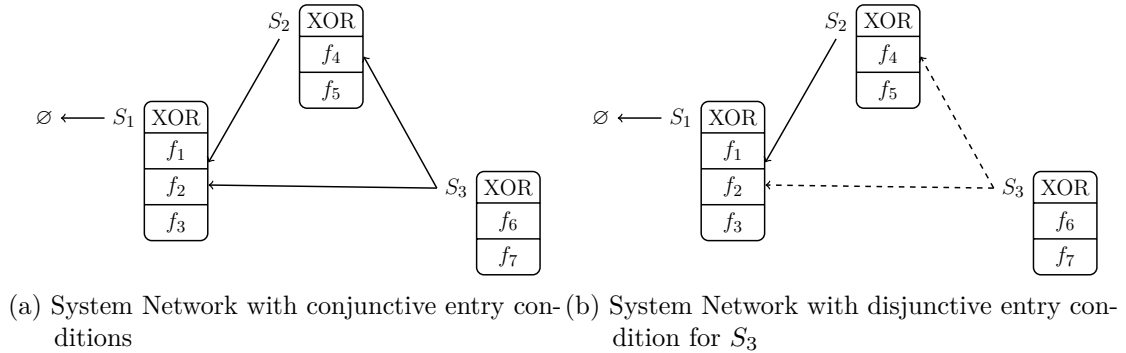 S₂ XOR
f₄
f₅
∅ S₁ XOR
f₁
f₂
f₃
S₃ XOR
f₆
f₇
(a) System Network with conjunctive entry con-
ditions
S₂ XOR
f₄
f₅
∅ S₁ XOR
f₁
f₂
f₃
S₃ XOR
f₆
f₇
(b) System Network with disjunctive entry con-
dition for S₃